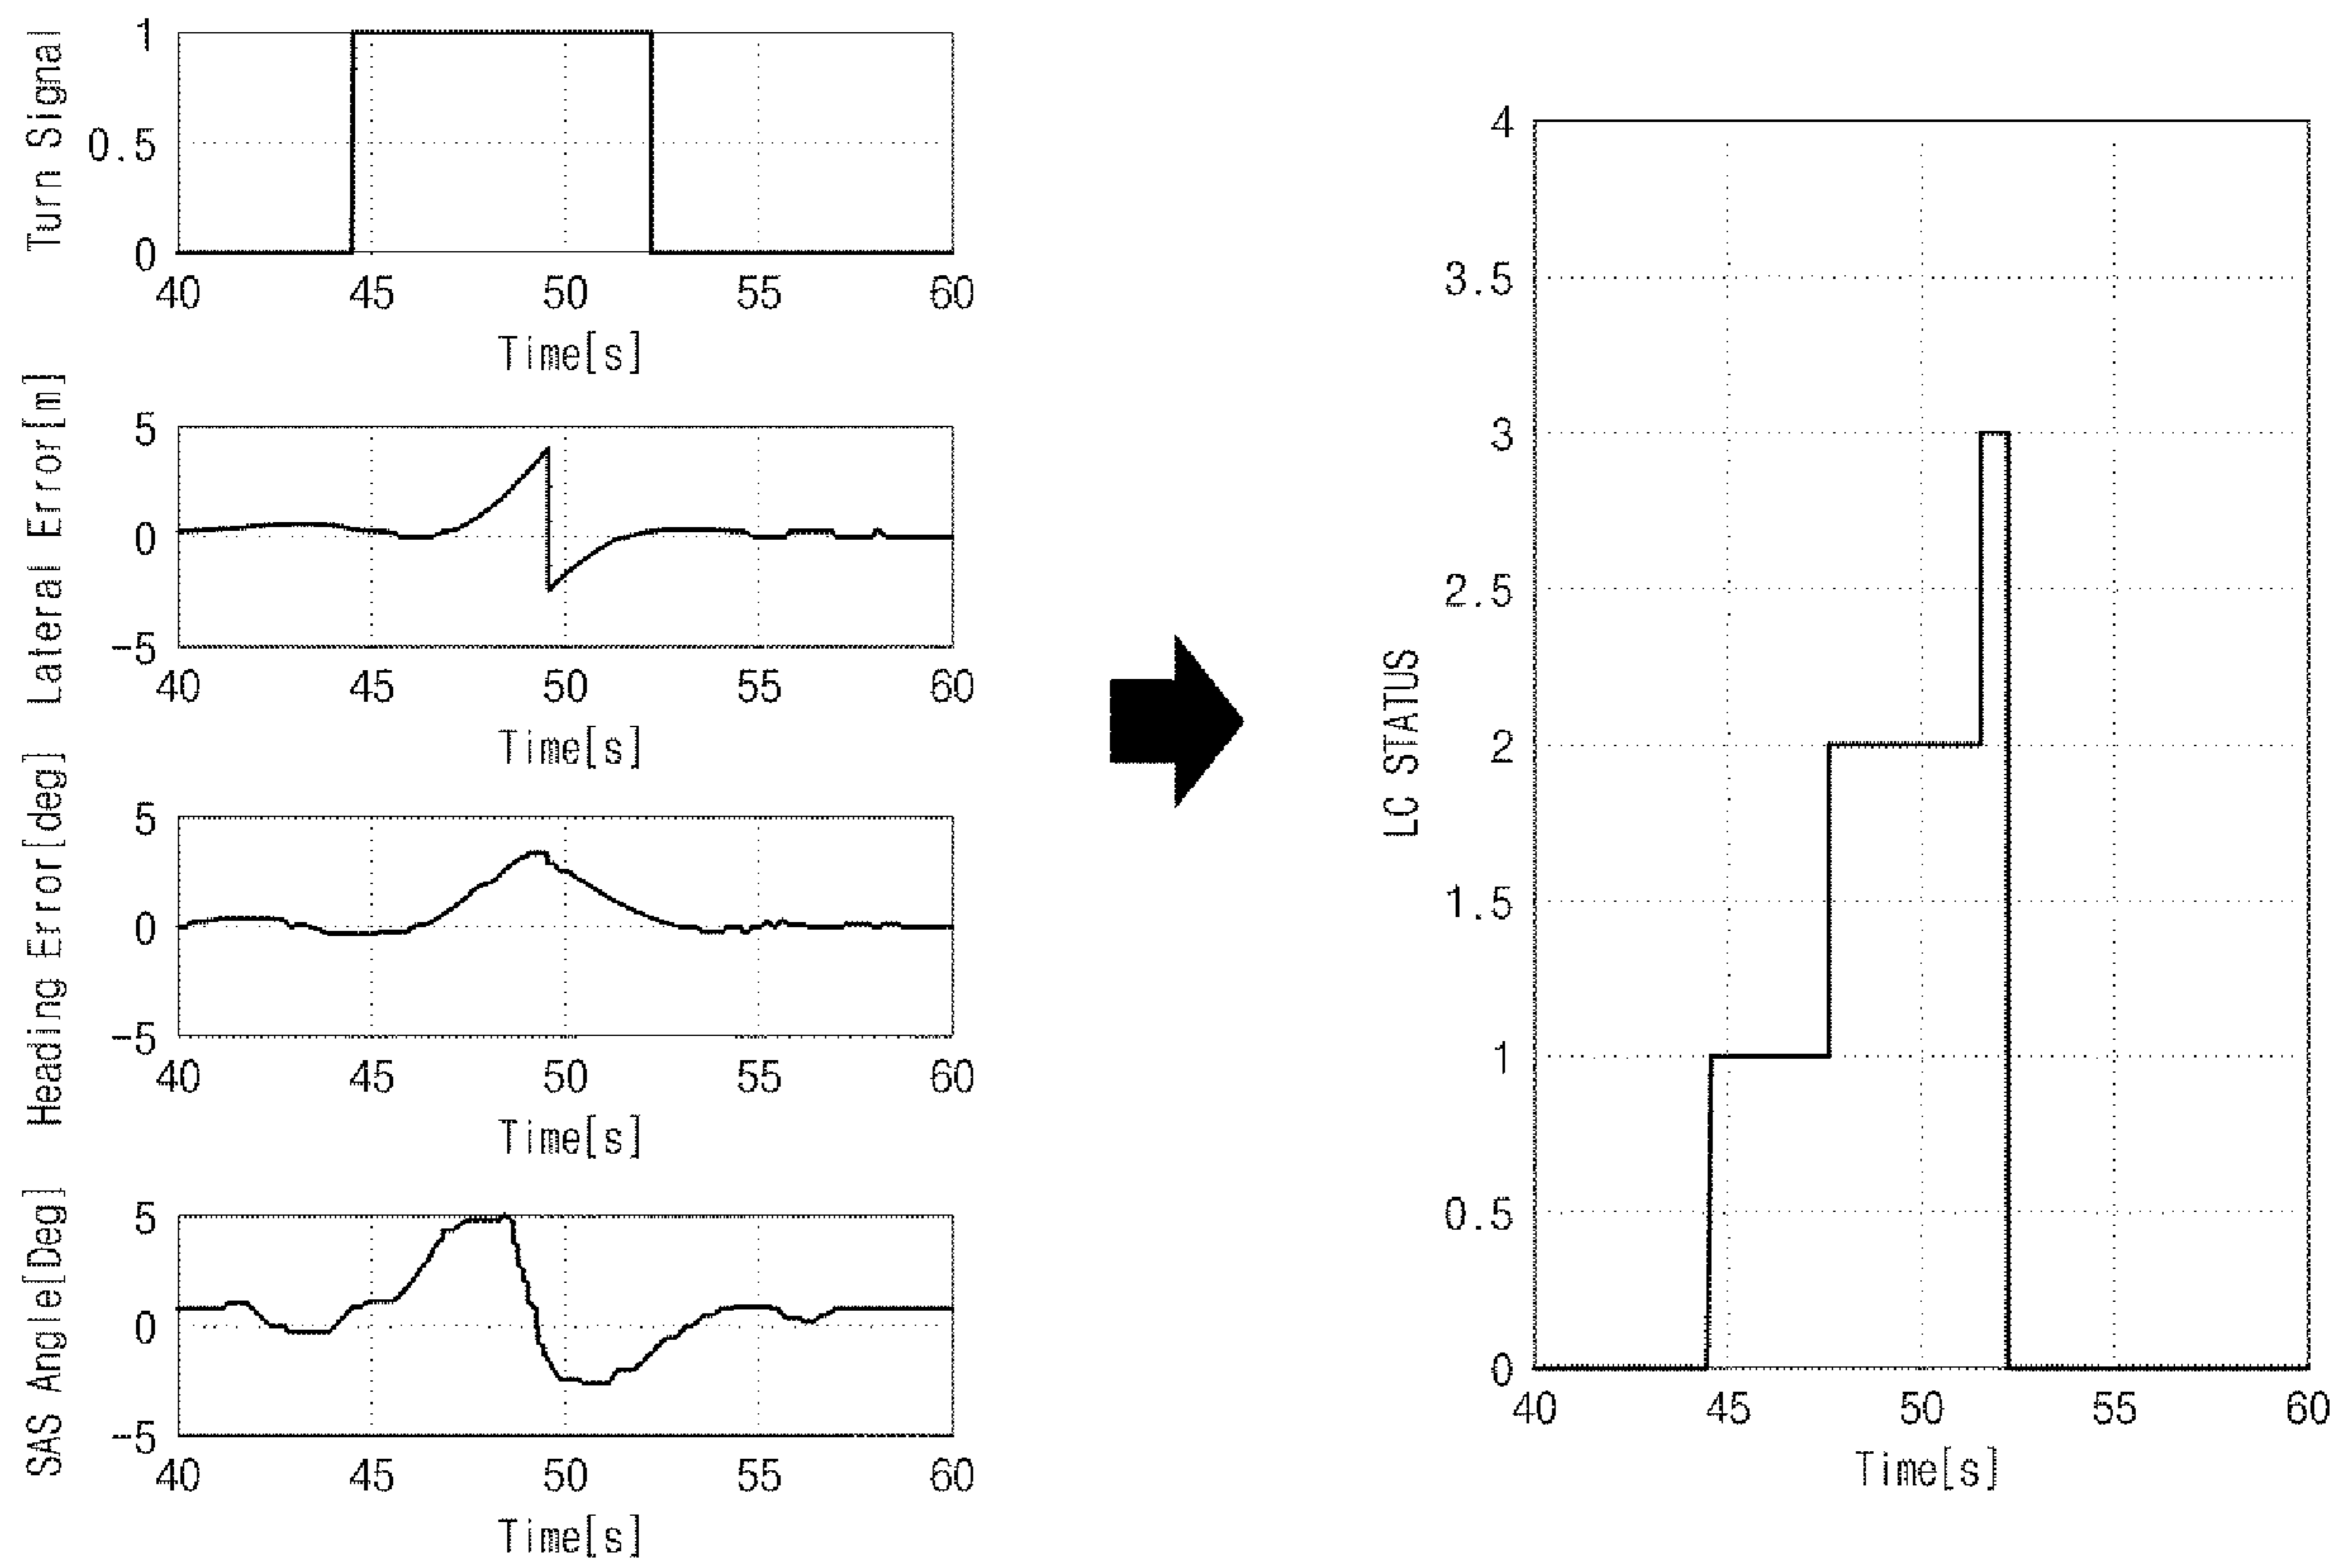 Turn Signal
1
0.5
0
40 45 50 55 60
Time[s]
Lateral Error[m]
5
0
-5
40 45 50 55 60
Time[s]
Heading Error[deg]
5
0
-5
40 45 50 55 60
Time[s]
SAS Angle[Deg]
5
0
-5
40 45 50 55 60
Time[s]
LC STATUS
4
3.5
3
2.5
2
1.5
1
0.5
0
40 45 50 55 60
Time[s]